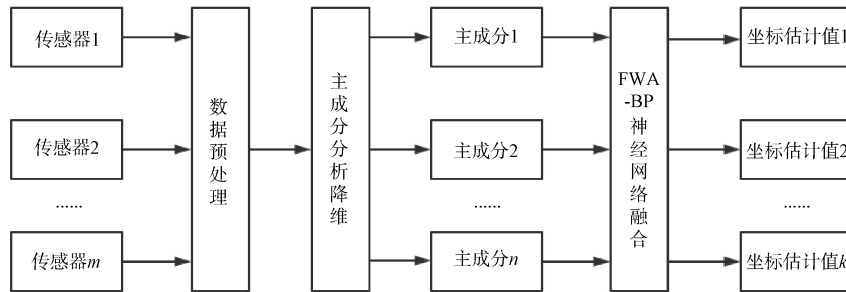 传感器1
传感器2
......
传感器m
数据预处理
主成分分析降维
主成分1
主成分2
......
主成分n
FWA
-BP
神经网络融合
坐标估计值1
坐标估计值2
......
坐标估计值k